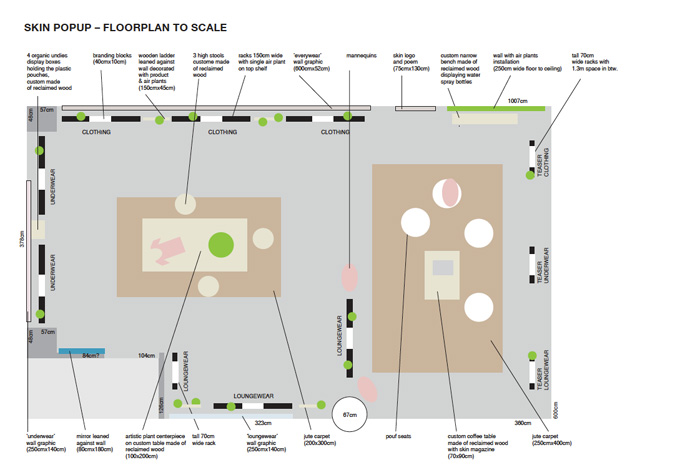 SKIN POPUP – FLOORPLAN TO SCALE
4 organic undies
display boxes
holding the plastic
pouches,
custom made
of reclaimed wood
branding blocks
(40cmx10cm)
wooden ladder
leaned against
wall decorated
with product
& air plants
(150cmx45cm)
3 high stools
custome made
of reclaimed
wood
racks 150cm wide
with single air plant
on top shelf
'everywear'
wall graphic
(600cmx52cm)
mannequins
skin logo
and poem
(75cmx130cm)
custom narrow
bench made of
reclaimed wood
displaying water
spray bottles
wall with air plants
installation
(250cm wide floor to ceiling)
tall 70cm
wide racks with
1.3m space in btw.
48cm
57cm
1007cm
CLOTHING
CLOTHING
CLOTHING
UNDERWEAR
UNDERWEAR
378cm
TEASER
CLOTHING
TEASER
UNDERWEAR
TEASER
LOUNGEWEAR
LOUNGEWEAR
48cm
57cm
84cm?
104cm
126cm
LOUNGEWEAR
LOUNGEWEAR
323cm
67cm
360cm
600cm
'underwear'
wall graphic
(250cmx140cm)
mirror leaned
against wall
(80cmx180cm)
artistic plant centerpiece
on custom table made of
reclaimed wood
(100x200cm)
tall 70cm
wide rack
'loungewear'
wall graphic
(250cmx140cm)
jute carpet
(200x300cm)
pouf seats
custom coffee table
made of reclaimed wood
with skin magazine
(70x90cm)
jute carpet
(250cmx400cm)